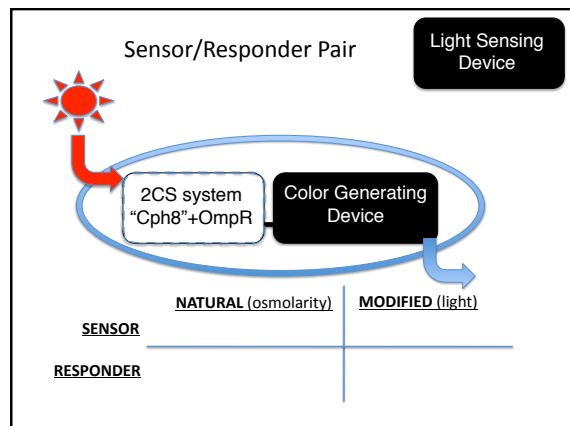 Sensor/Responder Pair
Light Sensing
Device
2CS system
“Cph8”+OmpR
Color Generating
Device
NATURAL (osmolarity)
MODIFIED (light)
SENSOR
RESPONDER